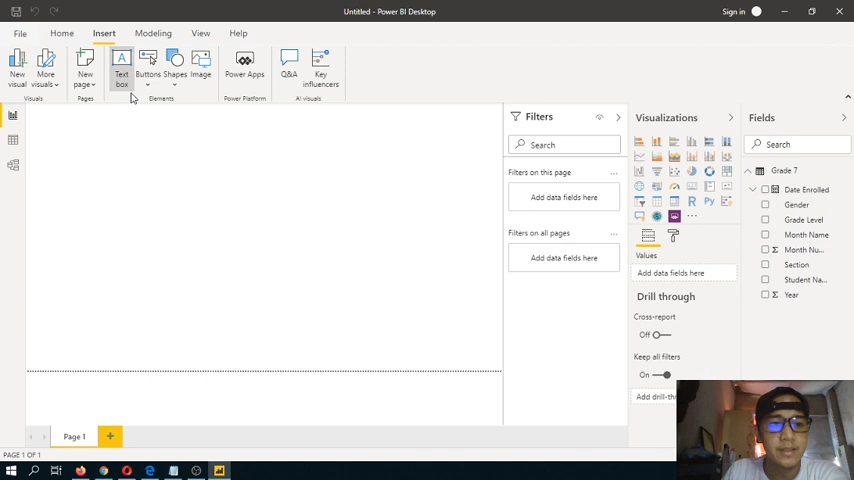 Untitled - Power BI Desktop
Sign in
File
Home
Insert
Modeling
View
Help
New visual
More visuals
New page
Text box
Buttons
Shapes
Image
Power Apps
Q&A
Key influencers
Visuals
Pages
Elements
Power Platform
AI visuals
Filters
Search
Filters on this page
...
Add data fields here
Filters on all pages
...
Add data fields here
Visualizations
R
Py
...
Values
Add data fields here
Drill through
Cross-report
Off
Keep all filters
On
Add drill-thr
Fields
Search
Grade 7
Date Enrolled
Gender
Grade Level
Month Name
Σ Month Nu...
Section
Student Na...
Σ Year
Page 1
PAGE 1 OF 1